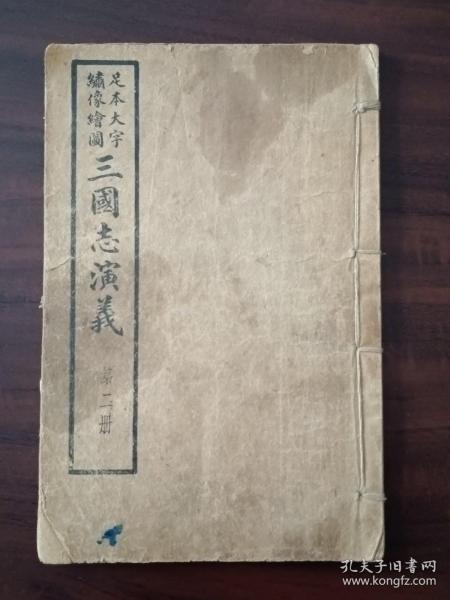 足本大字
繡像繪圖
三國志演義
第二冊
孔夫子旧书网
www.kongfz.com